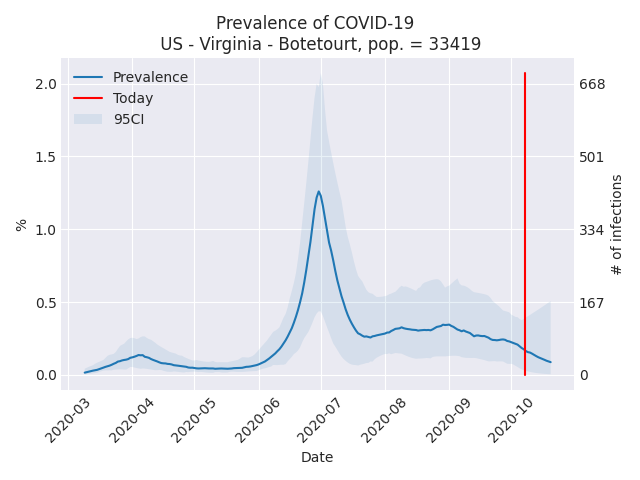 Prevalence of COVID-19
US - Virginia - Botetourt, pop. = 33419
Prevalence
Today
95CI
2.0
1.5
1.0
0.5
0.0
%
668
501
334
167
0
# of infections
2020-03
2020-04
2020-05
2020-06
2020-07
2020-08
2020-09
2020-10
Date